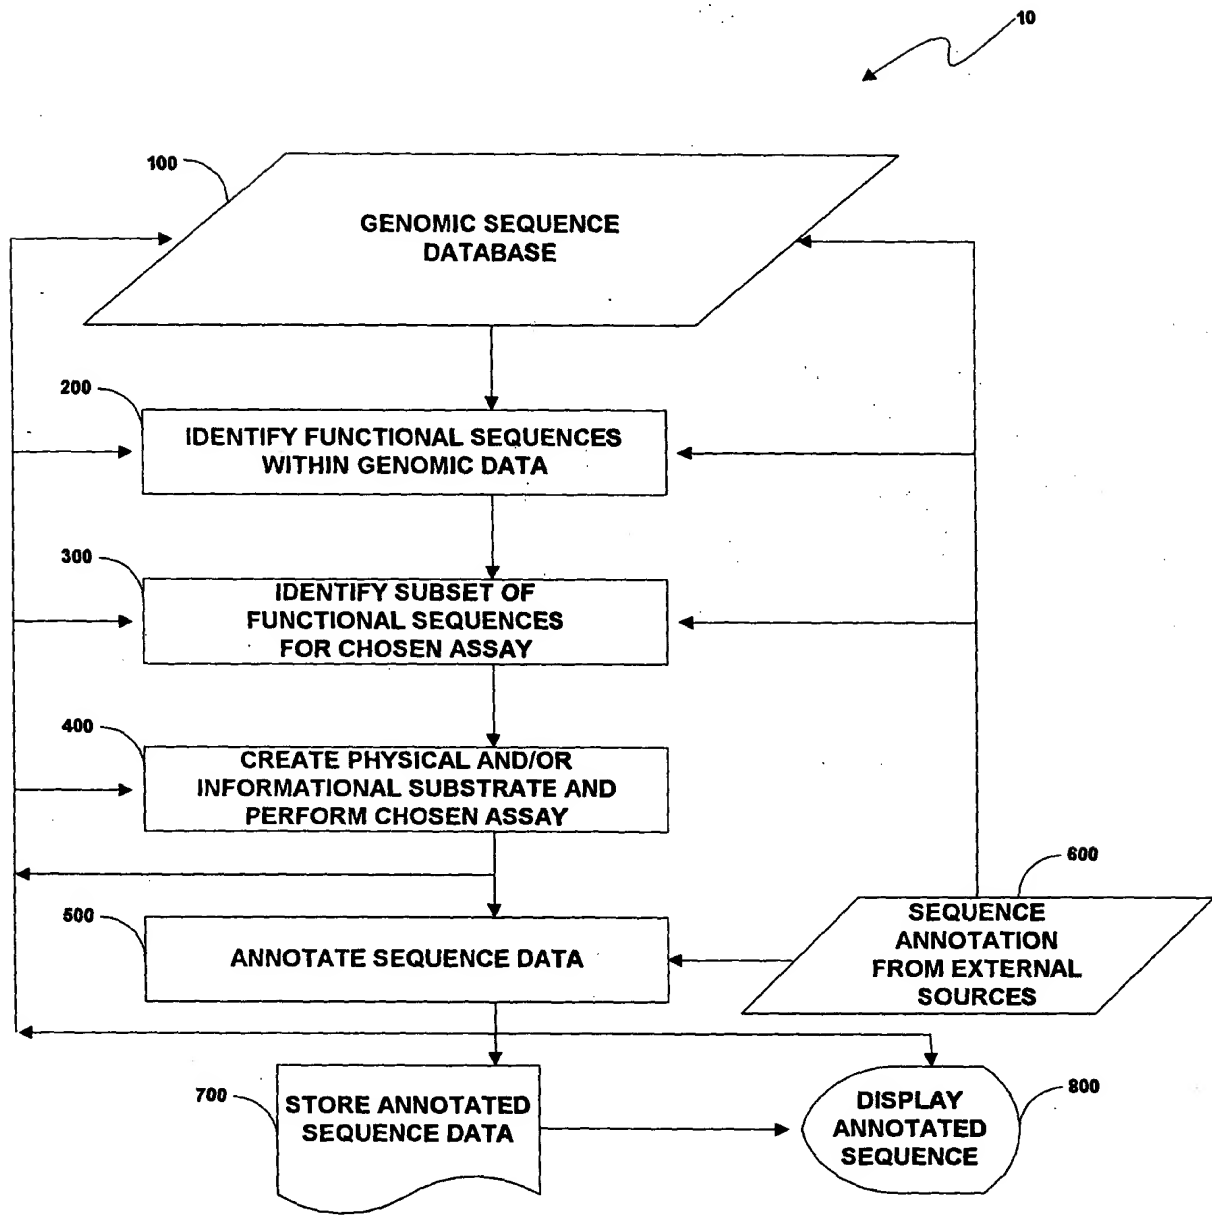 10
100
GENOMIC SEQUENCE
DATABASE
200
IDENTIFY FUNCTIONAL SEQUENCES
WITHIN GENOMIC DATA
300
IDENTIFY SUBSET OF
FUNCTIONAL SEQUENCES
FOR CHOSEN ASSAY
400
CREATE PHYSICAL AND/OR
INFORMATIONAL SUBSTRATE AND
PERFORM CHOSEN ASSAY
500
ANNOTATE SEQUENCE DATA
600
SEQUENCE
ANNOTATION
FROM EXTERNAL
SOURCES
700
STORE ANNOTATED
SEQUENCE DATA
800
DISPLAY
ANNOTATED
SEQUENCE